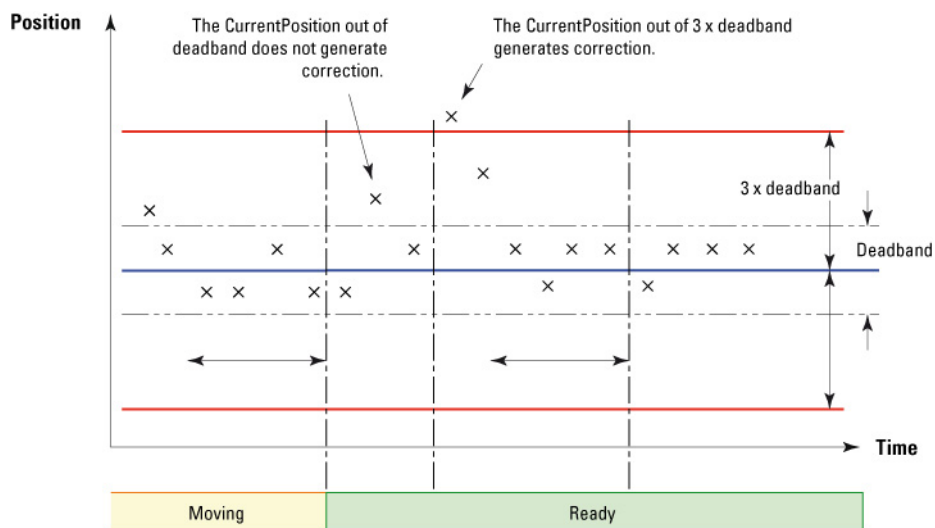 Position
The CurrentPosition out of
deadband does not generate
correction.
The CurrentPosition out of 3 x deadband
generates correction.
3 x deadband
Deadband
Time
Moving
Ready